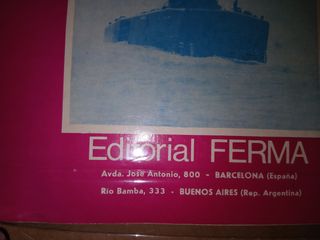 Editorial FERMA
Avda. José Antonio, 800 - BARCELONA (España)
Río Bamba, 333 - BUENOS AIRES (Rep. Argentina)